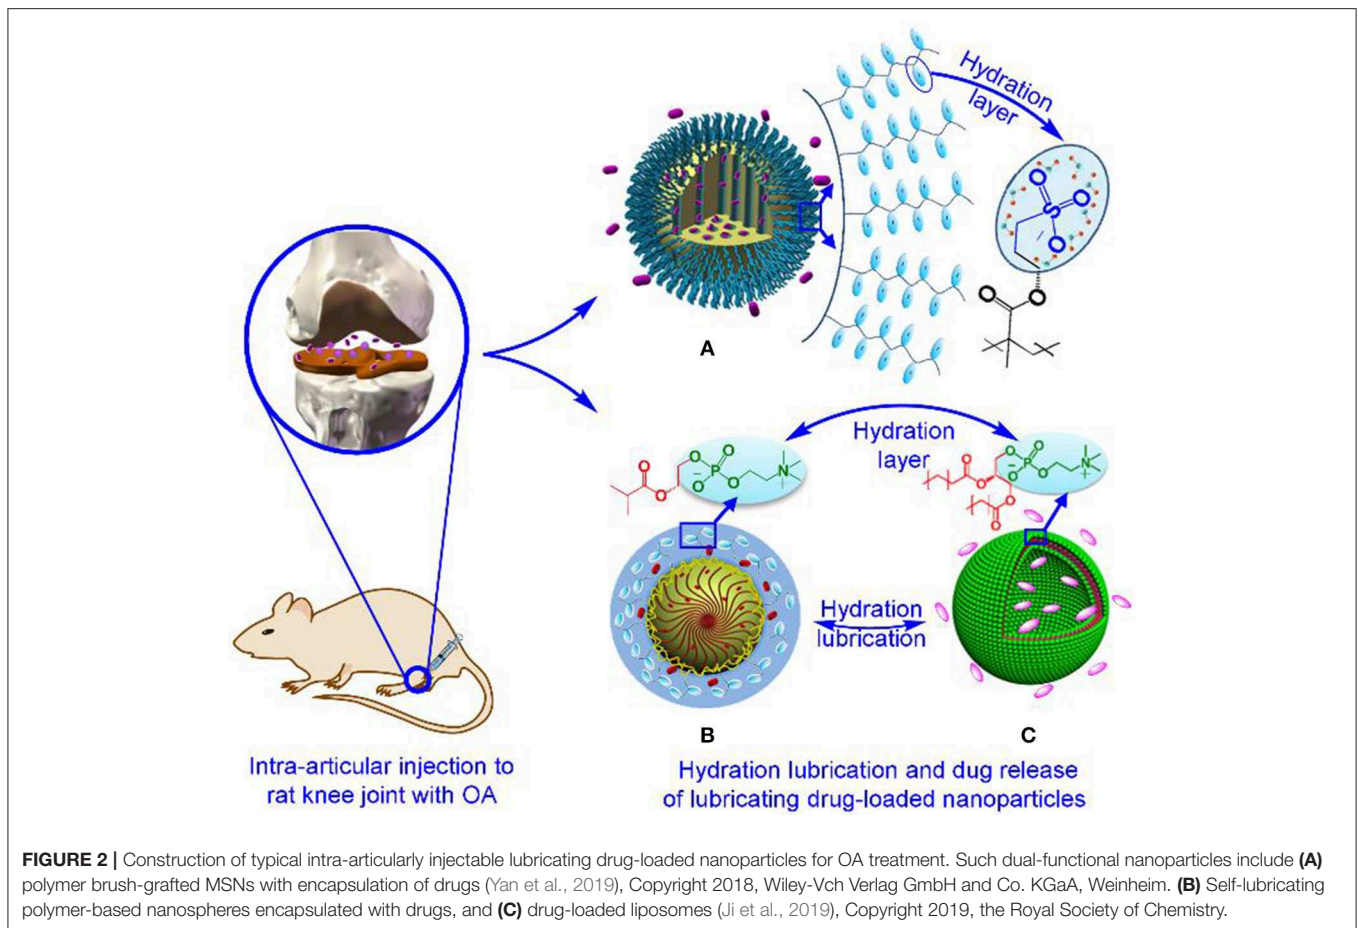 Hydration
layer
O
O
S
O
O
O
A
Hydration
layer
O
O
O
P
O
O
O
N
+
−
O
O
O
P
O
O
O
O
N
+
−
Hydration
lubrication
B
C
Intra-articular injection to
rat knee joint with OA
Hydration lubrication and dug release
of lubricating drug-loaded nanoparticles
FIGURE 2 | Construction of typical intra-articularly injectable lubricating drug-loaded nanoparticles for OA treatment. Such dual-functional nanoparticles include (A)
polymer brush-grafted MSNs with encapsulation of drugs (Yan et al., 2019), Copyright 2018, Wiley-Vch Verlag GmbH and Co. KGaA, Weinheim. (B) Self-lubricating
polymer-based nanospheres encapsulated with drugs, and (C) drug-loaded liposomes (Ji et al., 2019), Copyright 2019, the Royal Society of Chemistry.